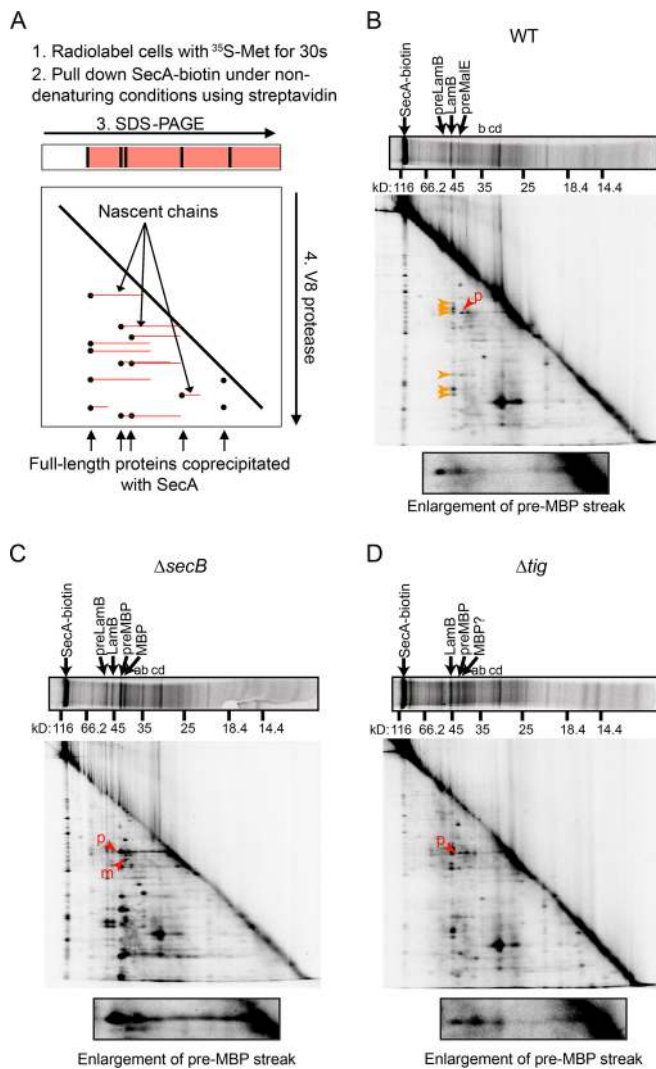 A
1. Radiolabel cells with ³⁵S-Met for 30s
2. Pull down SecA-biotin under non-
denaturing conditions using streptavidin
3. SDS-PAGE
Nascent chains
4. V8 protease
Full-length proteins coprecipitated
with SecA
B
WT
SecA-biotin
preLamB
LamB
preMalE
b cd
kD: 116 66.2 45 35 25 18.4 14.4
p
Enlargement of pre-MBP streak
C
ΔsecB
SecA-biotin
preLamB
LamB
preMBP
MBP
ab cd
kD: 116 66.2 45 35 25 18.4 14.4
p
m
Enlargement of pre-MBP streak
D
Δtig
SecA-biotin
LamB
preMBP
MBP?
ab cd
kD: 116 66.2 45 35 25 18.4 14.4
p
Enlargement of pre-MBP streak